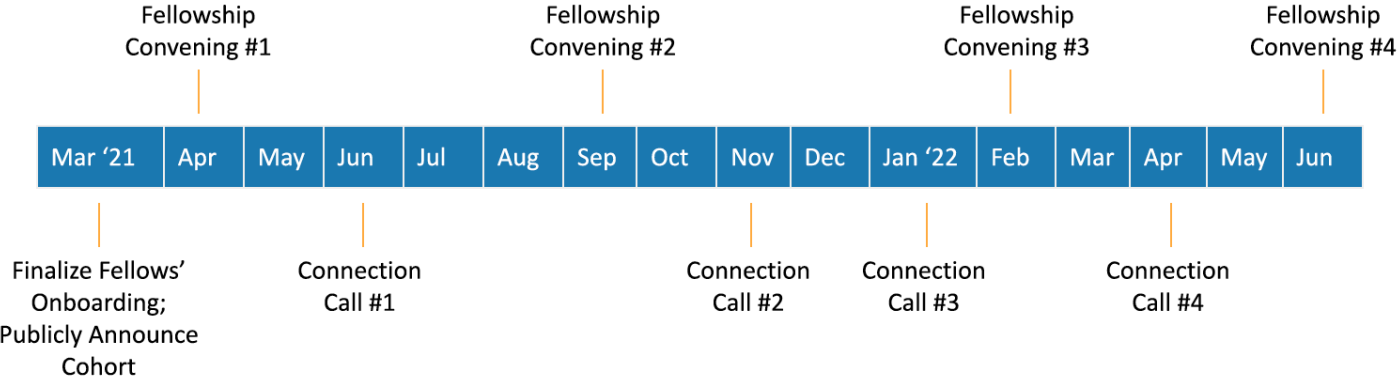 Fellowship
Convening #1
Fellowship
Convening #2
Fellowship
Convening #3
Fellowship
Convening #4
Mar ‘21 Apr May Jun Jul Aug Sep Oct Nov Dec Jan ‘22 Feb Mar Apr May Jun
Finalize Fellows’
Onboarding;
Publicly Announce
Cohort
Connection
Call #1
Connection
Call #2
Connection
Call #3
Connection
Call #4